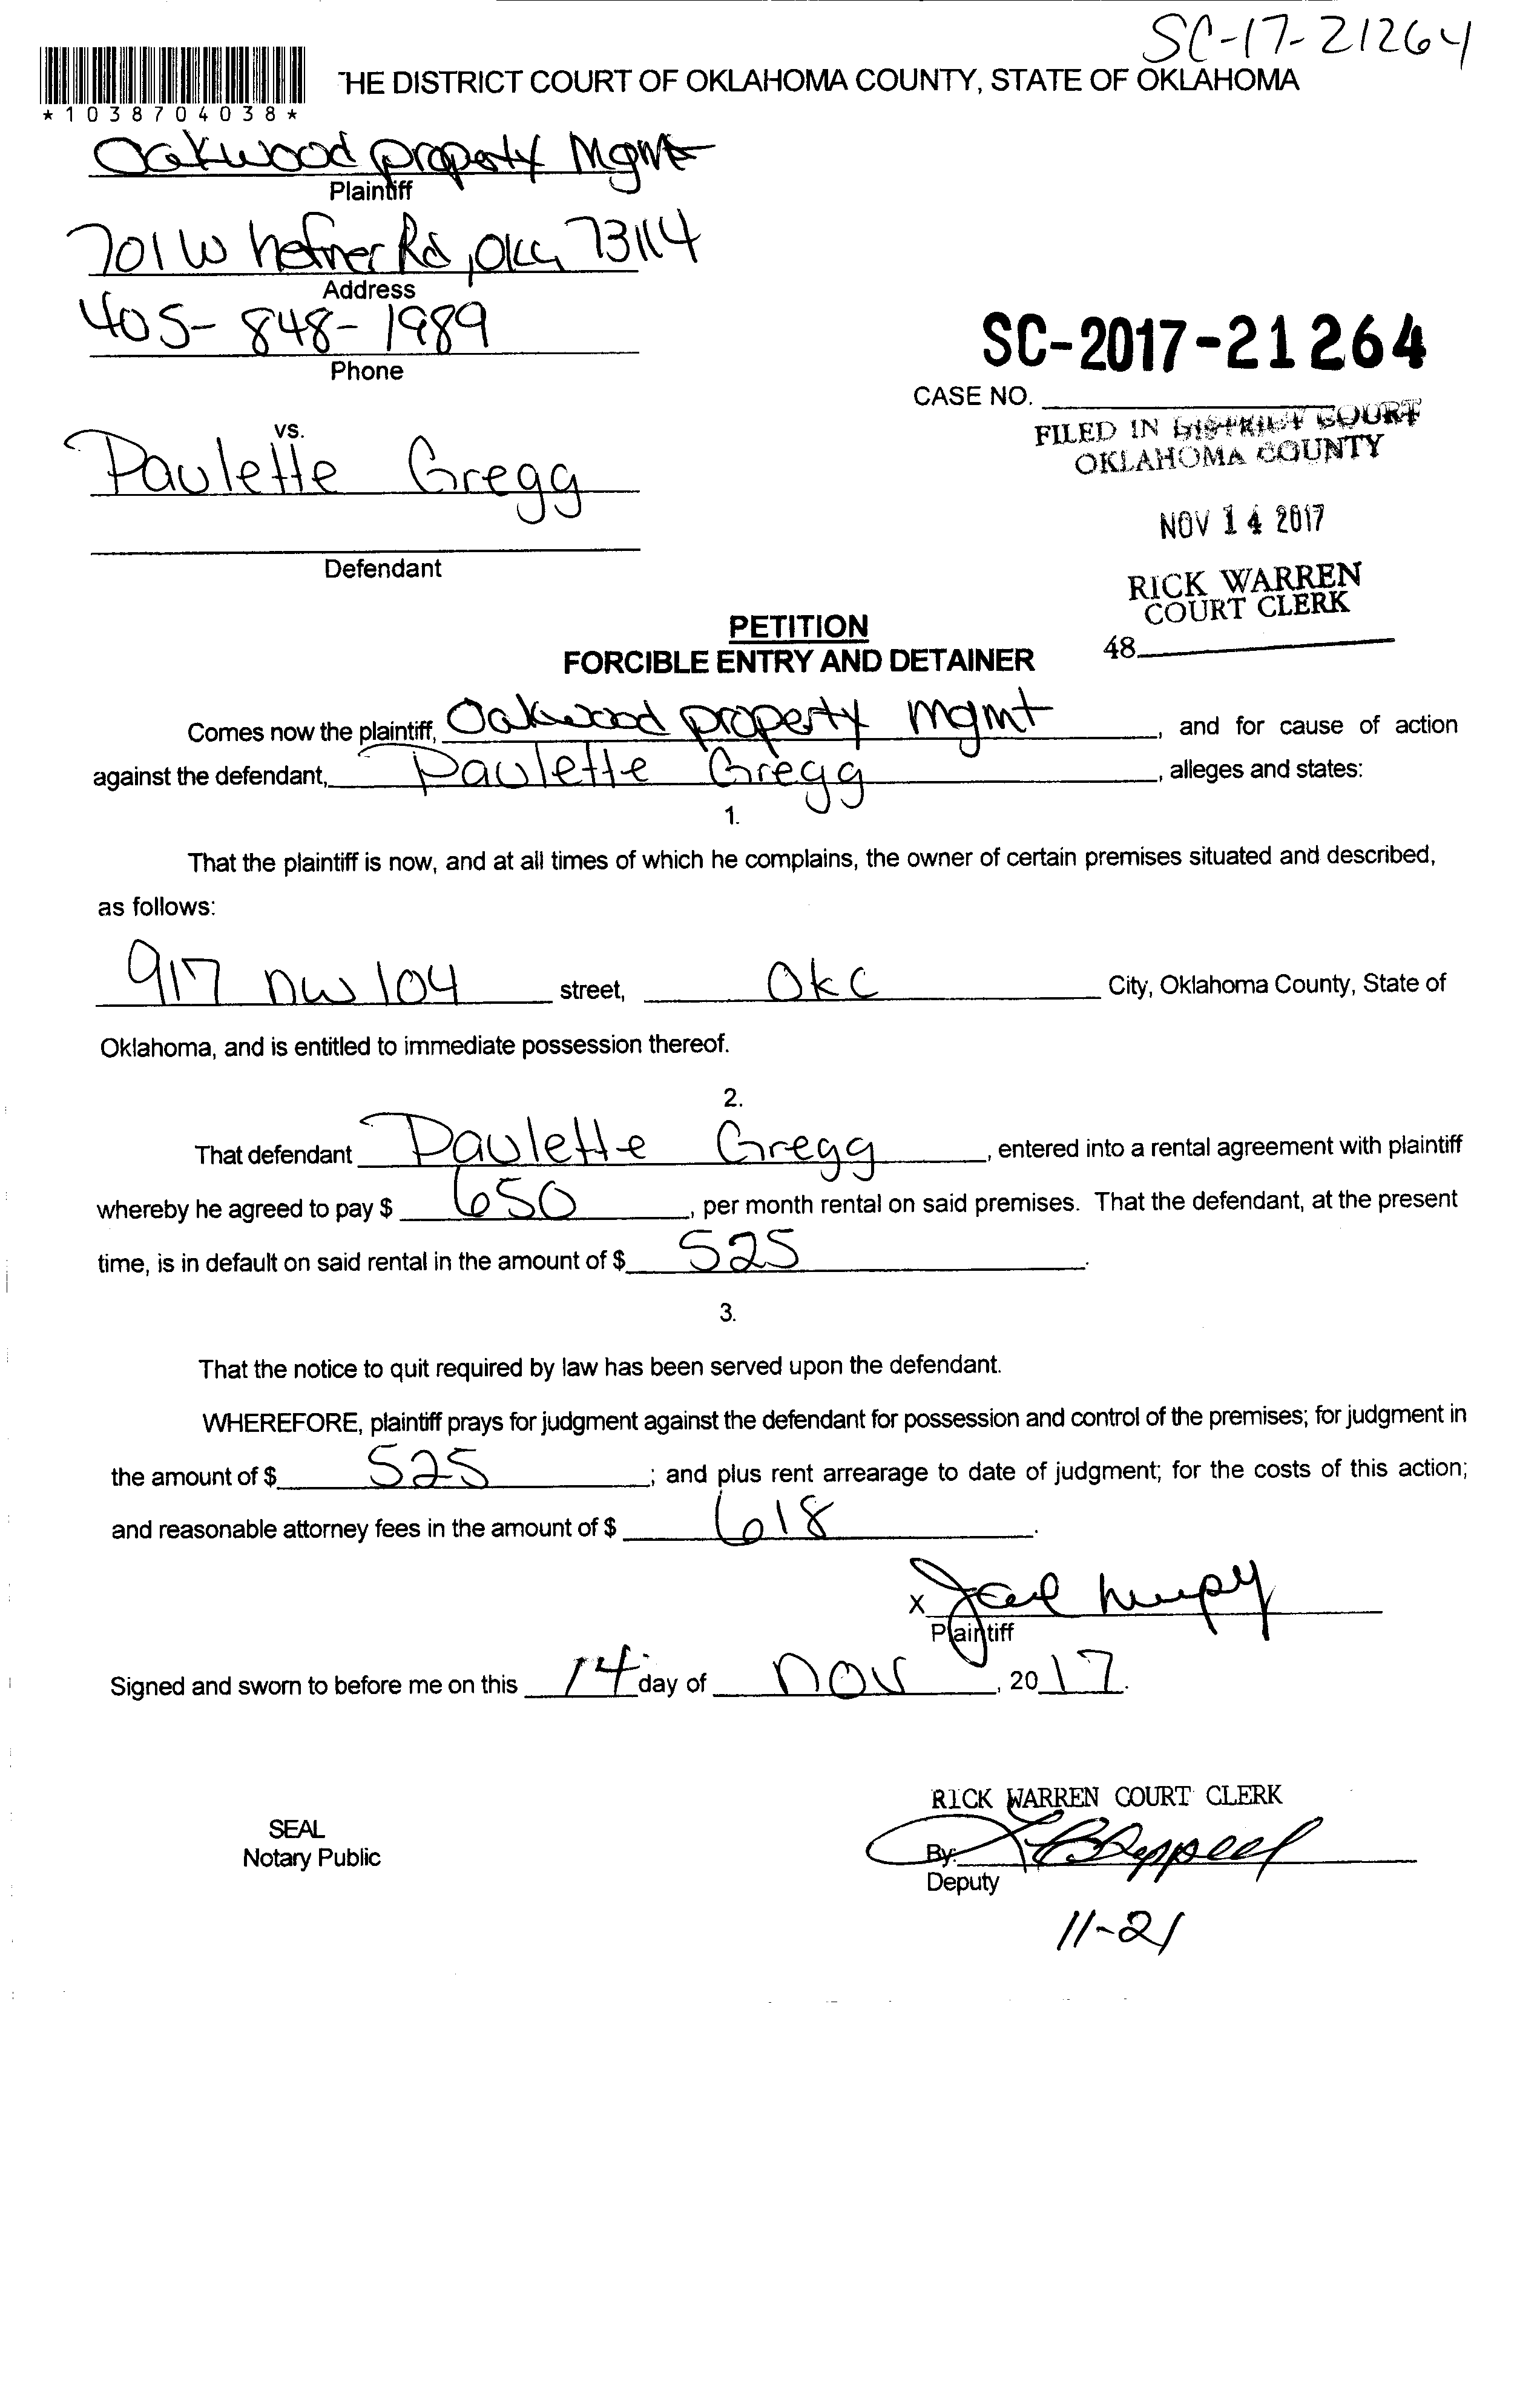 SC-17-21264
THE DISTRICT COURT OF OKLAHOMA COUNTY, STATE OF OKLAHOMA
*1038704038*
Oakwood property Mgmt
Plaintiff
701 W hefner Rd, OKC, 73114
Address
405-848-1989
Phone
SC-2017-21264
CASE NO.
FILED IN DISTRICT COURT
OKLAHOMA COUNTY
vs.
Paulette Gregg
NOV 14 2017
Defendant
RICK WARREN
COURT CLERK
48
PETITION
FORCIBLE ENTRY AND DETAINER
Comes now the plaintiff, Oakwood property mgmt, and for cause of action
against the defendant, Paulette Gregg, alleges and states:
1.
That the plaintiff is now, and at all times of which he complains, the owner of certain premises situated and described,
as follows:
917 NW 104 street, OKC City, Oklahoma County, State of
Oklahoma, and is entitled to immediate possession thereof.
2.
That defendant Paulette Gregg, entered into a rental agreement with plaintiff
whereby he agreed to pay $ 650, per month rental on said premises. That the defendant, at the present
time, is in default on said rental in the amount of $ 525.
3.
That the notice to quit required by law has been served upon the defendant.
WHEREFORE, plaintiff prays for judgment against the defendant for possession and control of the premises; for judgment in
the amount of $ 525; and plus rent arrearage to date of judgment; for the costs of this action;
and reasonable attorney fees in the amount of $ 618.
X
Plaintiff
Signed and sworn to before me on this 14 day of NOV, 2017.
RICK WARREN COURT CLERK
SEAL
Notary Public
By:
Deputy
11-21